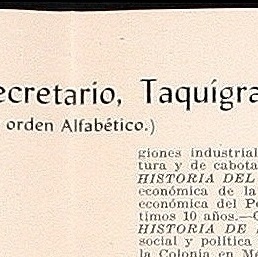 ecretario, Taquígra
orden Alfabético.)
giones industrial
tura y de cabota
HISTORIA DEL
económica de la
económica del Pe
timos 10 años.—C
HISTORIA DE
social y política
la Colonia en Me